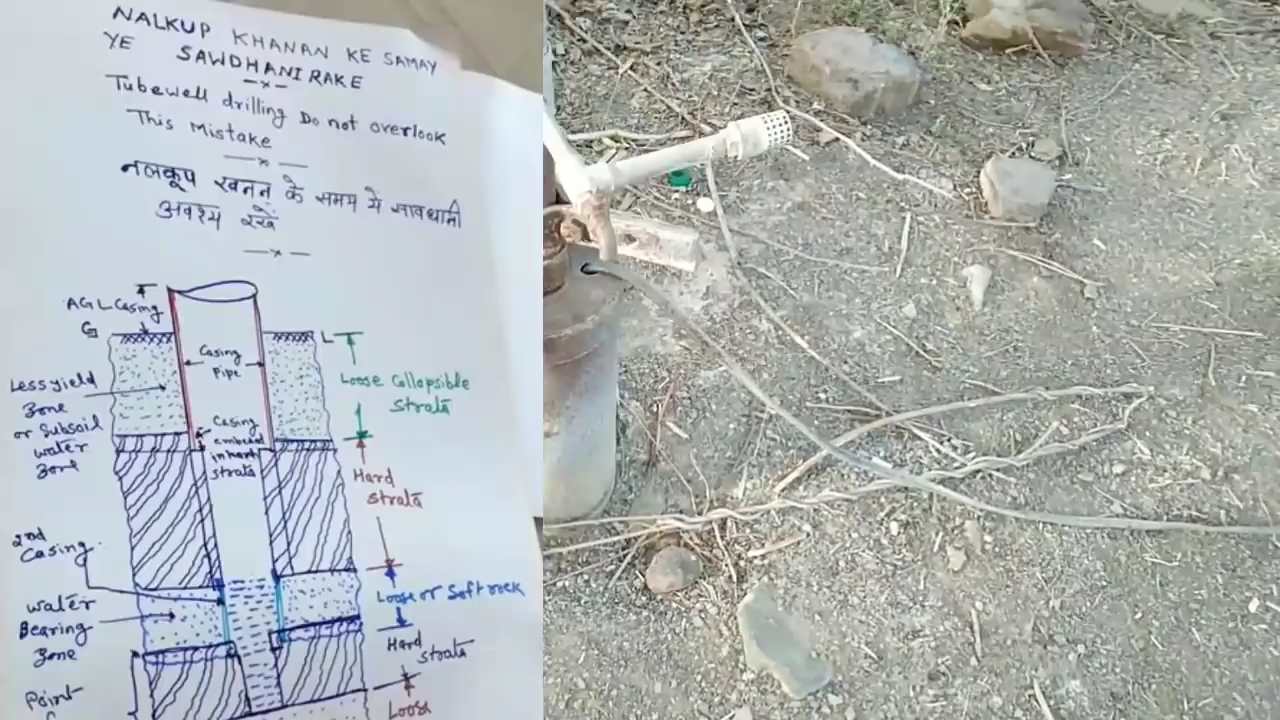 NALKUP KHANAN KE SAMAY
YE SAWDHANI RAKE
—x—
Tubewell drilling Do not overlook
This Mistake
—x—
नलकूप खनन के समय ये सावधानी
अवश्य रखें
—x—
AGL Casing
G
L
Casing
Pipe
Loose Collapsible
Strata
Less yield
Zone
or Subsoil
water
Zone
Casing
embead
in hard
strata
Hard
Strata
2nd
Casing.
Loose or Soft rock
Water
Bearing
Zone
Hard
Strata
Point
Loose